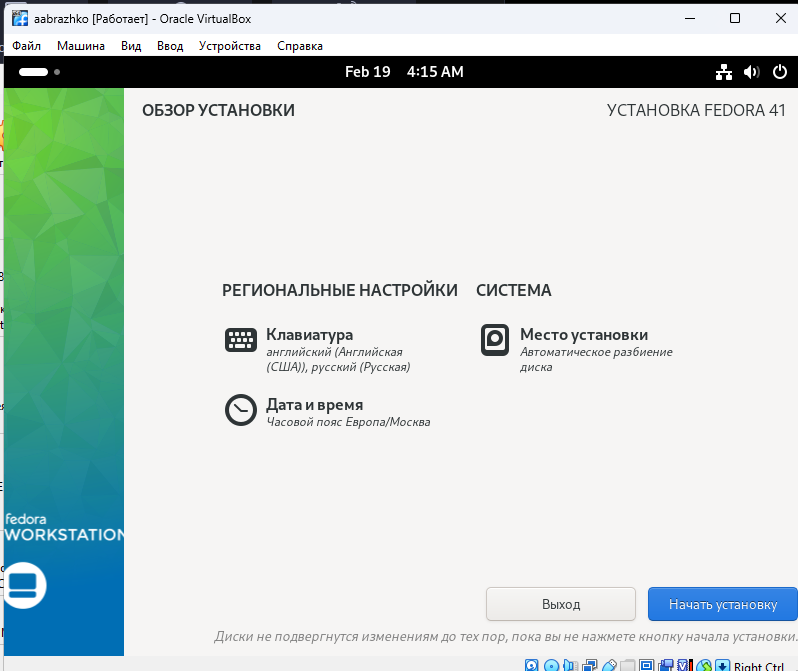 aabrazhko [Работает] - Oracle VirtualBox
Файл Машина Вид Ввод Устройства Справка
Feb 19 4:15 AM
ОБЗОР УСТАНОВКИ
УСТАНОВКА FEDORA 41
РЕГИОНАЛЬНЫЕ НАСТРОЙКИ
Клавиатура
английский (Английская
(США)), русский (Русская)
Дата и время
Часовой пояс Европа/Москва
СИСТЕМА
Место установки
Автоматическое разбиение
диска
fedora
WORKSTATION
Выход
Начать установку
Диски не подвергнутся изменениям до тех пор, пока вы не нажмете кнопку начала установки.
Right Ctrl